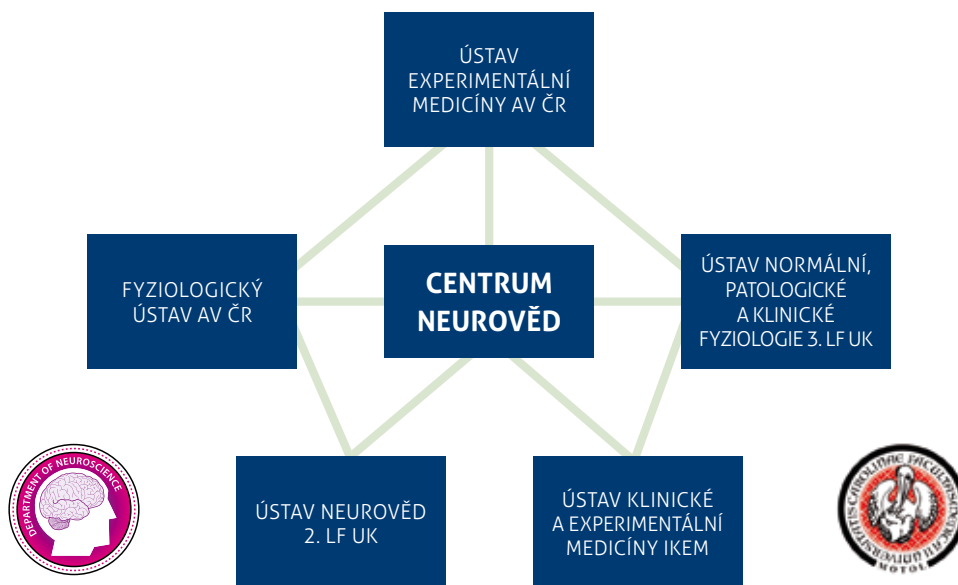 ÚSTAV
EXPERIMENTÁLNÍ
MEDICÍNY AV ČR
FYZIOLOGICKÝ
ÚSTAV AV ČR
CENTRUM
NEUROVĚD
ÚSTAV NORMÁLNÍ,
PATOLOGICKÉ
A KLINICKÉ
FYZIOLOGIE 3. LF UK
DEPARTMENT OF NEUROSCIENCE
ÚSTAV NEUROVĚD
2. LF UK
ÚSTAV KLINICKÉ
A EXPERIMENTÁLNÍ
MEDICÍNY IKEM
MOTOL